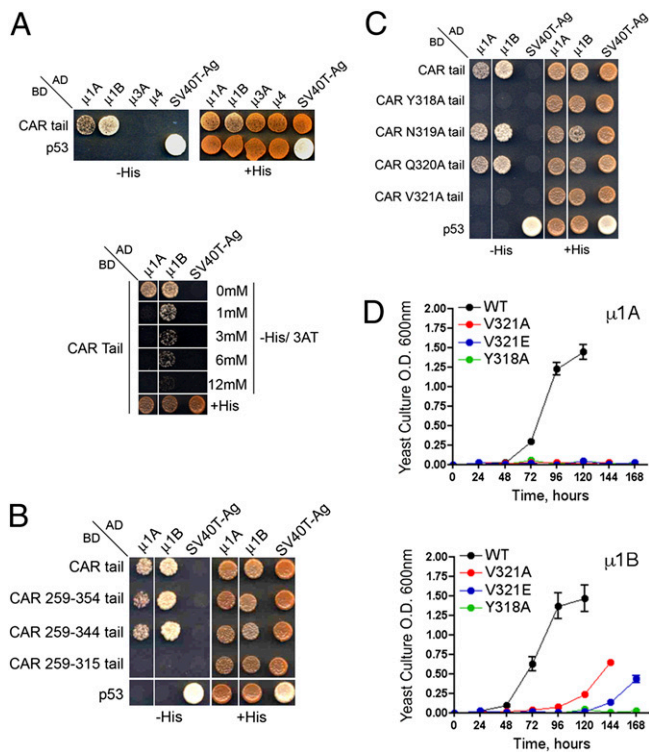 A
AD
BD
μ1A
μ1B
μ3A
μ4
SV40T-Ag
μ1A
μ1B
μ3A
μ4
SV40T-Ag
CAR tail
p53
-His
+His
AD
BD
μ1A
μ1B
SV40T-Ag
CAR Tail
0mM
1mM
3mM
6mM
12mM
-His/ 3AT
+His
B
AD
BD
μ1A
μ1B
SV40T-Ag
μ1A
μ1B
SV40T-Ag
CAR tail
CAR 259-354 tail
CAR 259-344 tail
CAR 259-315 tail
p53
-His
+His
C
AD
BD
μ1A
μ1B
SV40T-Ag
μ1A
μ1B
SV40T-Ag
CAR tail
CAR Y318A tail
CAR N319A tail
CAR Q320A tail
CAR V321A tail
p53
-His
+His
D
μ1A
WT
V321A
V321E
Y318A
Yeast Culture O.D. 600nm
2.00
1.75
1.50
1.25
1.00
0.75
0.50
0.25
0.00
0 24 48 72 96 120 144 168
Time, hours
μ1B
WT
V321A
V321E
Y318A
Yeast Culture O.D. 600nm
2.00
1.75
1.50
1.25
1.00
0.75
0.50
0.25
0.00
0 24 48 72 96 120 144 168
Time, hours